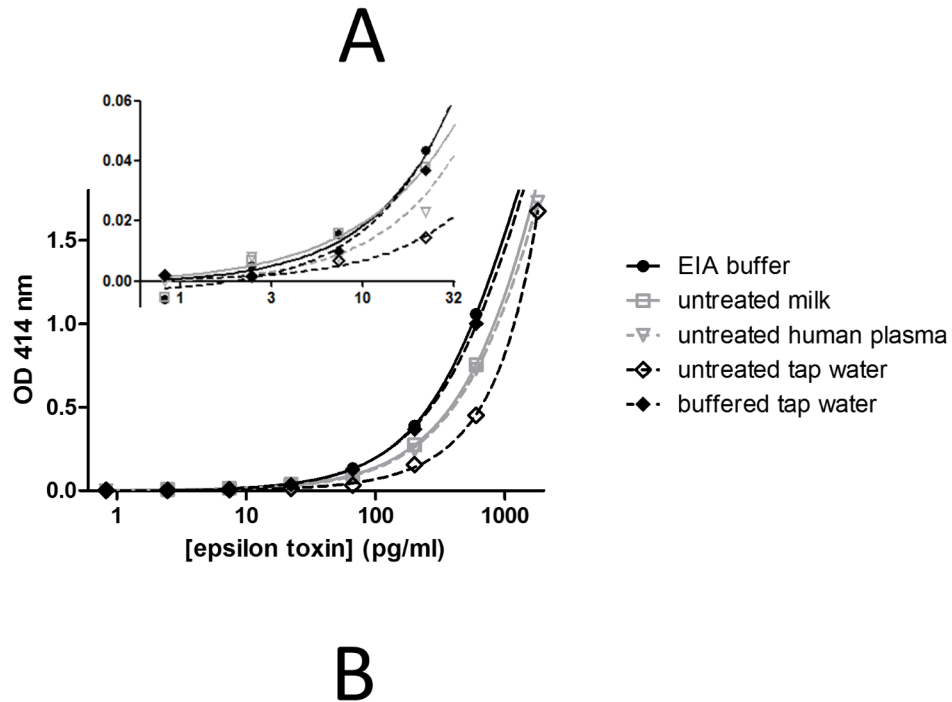 A
0.06
0.04
0.02
0.00
1 3 10 32
1.5
1.0
0.5
0.0
OD 414 nm
1 10 100 1000
[epsilon toxin] (pg/ml)
EIA buffer
untreated milk
untreated human plasma
untreated tap water
buffered tap water
B